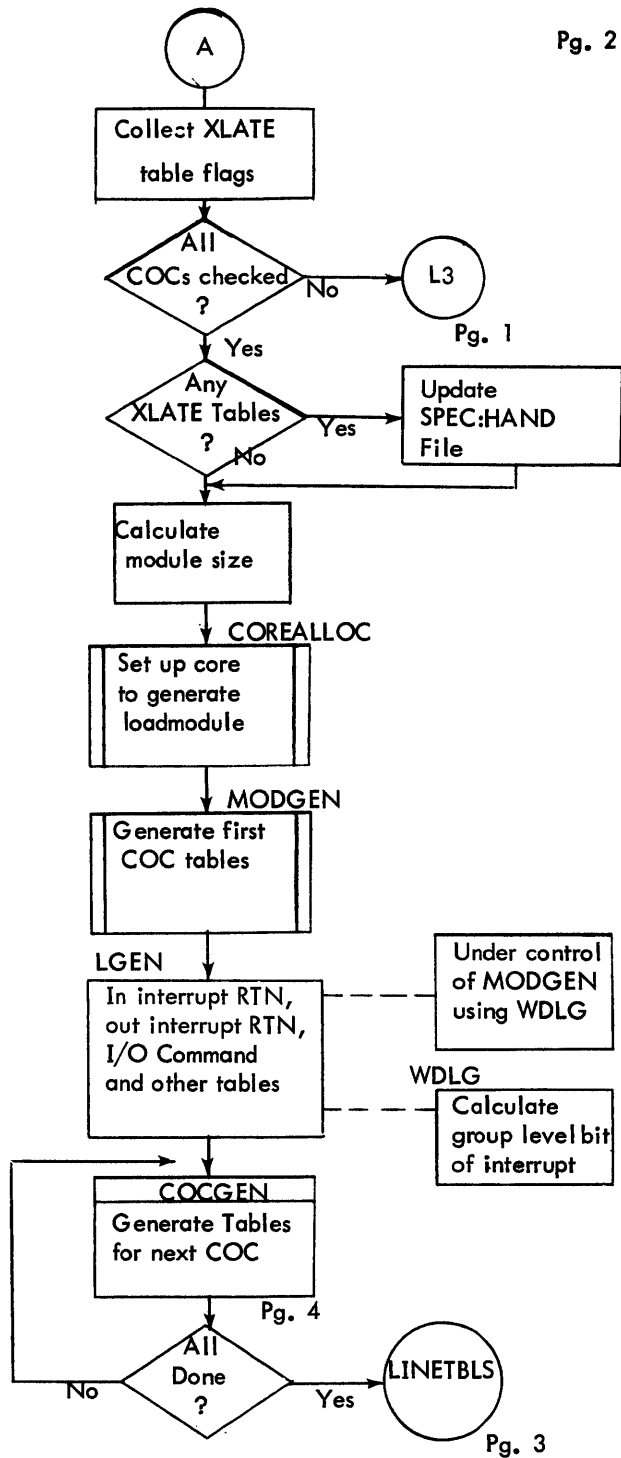 Pg. 2
A
Collect XLATE
table flags
All
COCs checked
?
No
L3
Pg. 1
Yes
Any
XLATE Tables
?
Yes
No
Update
SPEC:HAND
File
Calculate
module size
COREALLOC
Set up core
to generate
loadmodule
MODGEN
Generate first
COC tables
LGEN
In interrupt RTN,
out interrupt RTN,
I/O Command
and other tables
Under control
of MODGEN
using WDLG
WDLG
Calculate
group level bit
of interrupt
COCGEN
Generate Tables
for next COC
Pg. 4
All
Done
?
No
Yes
LINETBLS
Pg. 3